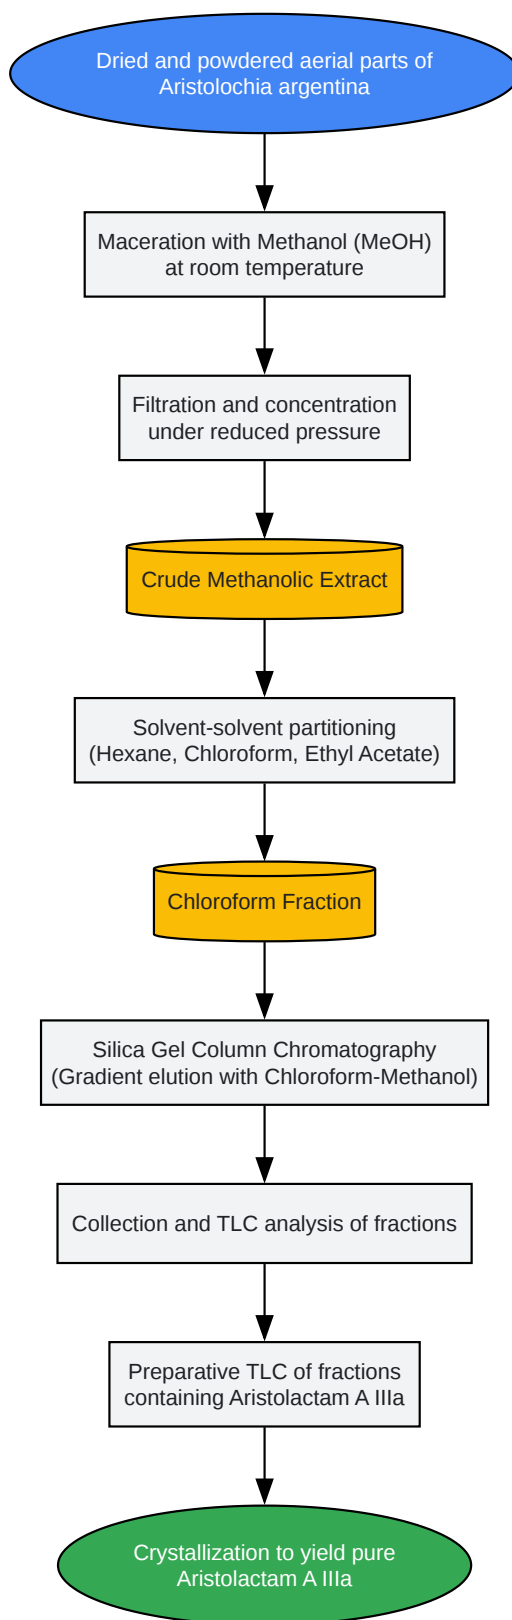 Dried and powdered aerial parts of
Aristolochia argentina
Maceration with Methanol (MeOH)
at room temperature
Filtration and concentration
under reduced pressure
Crude Methanolic Extract
Solvent-solvent partitioning
(Hexane, Chloroform, Ethyl Acetate)
Chloroform Fraction
Silica Gel Column Chromatography
(Gradient elution with Chloroform-Methanol)
Collection and TLC analysis of fractions
Preparative TLC of fractions
containing Aristolactam A IIIa
Crystallization to yield pure
Aristolactam A IIIa